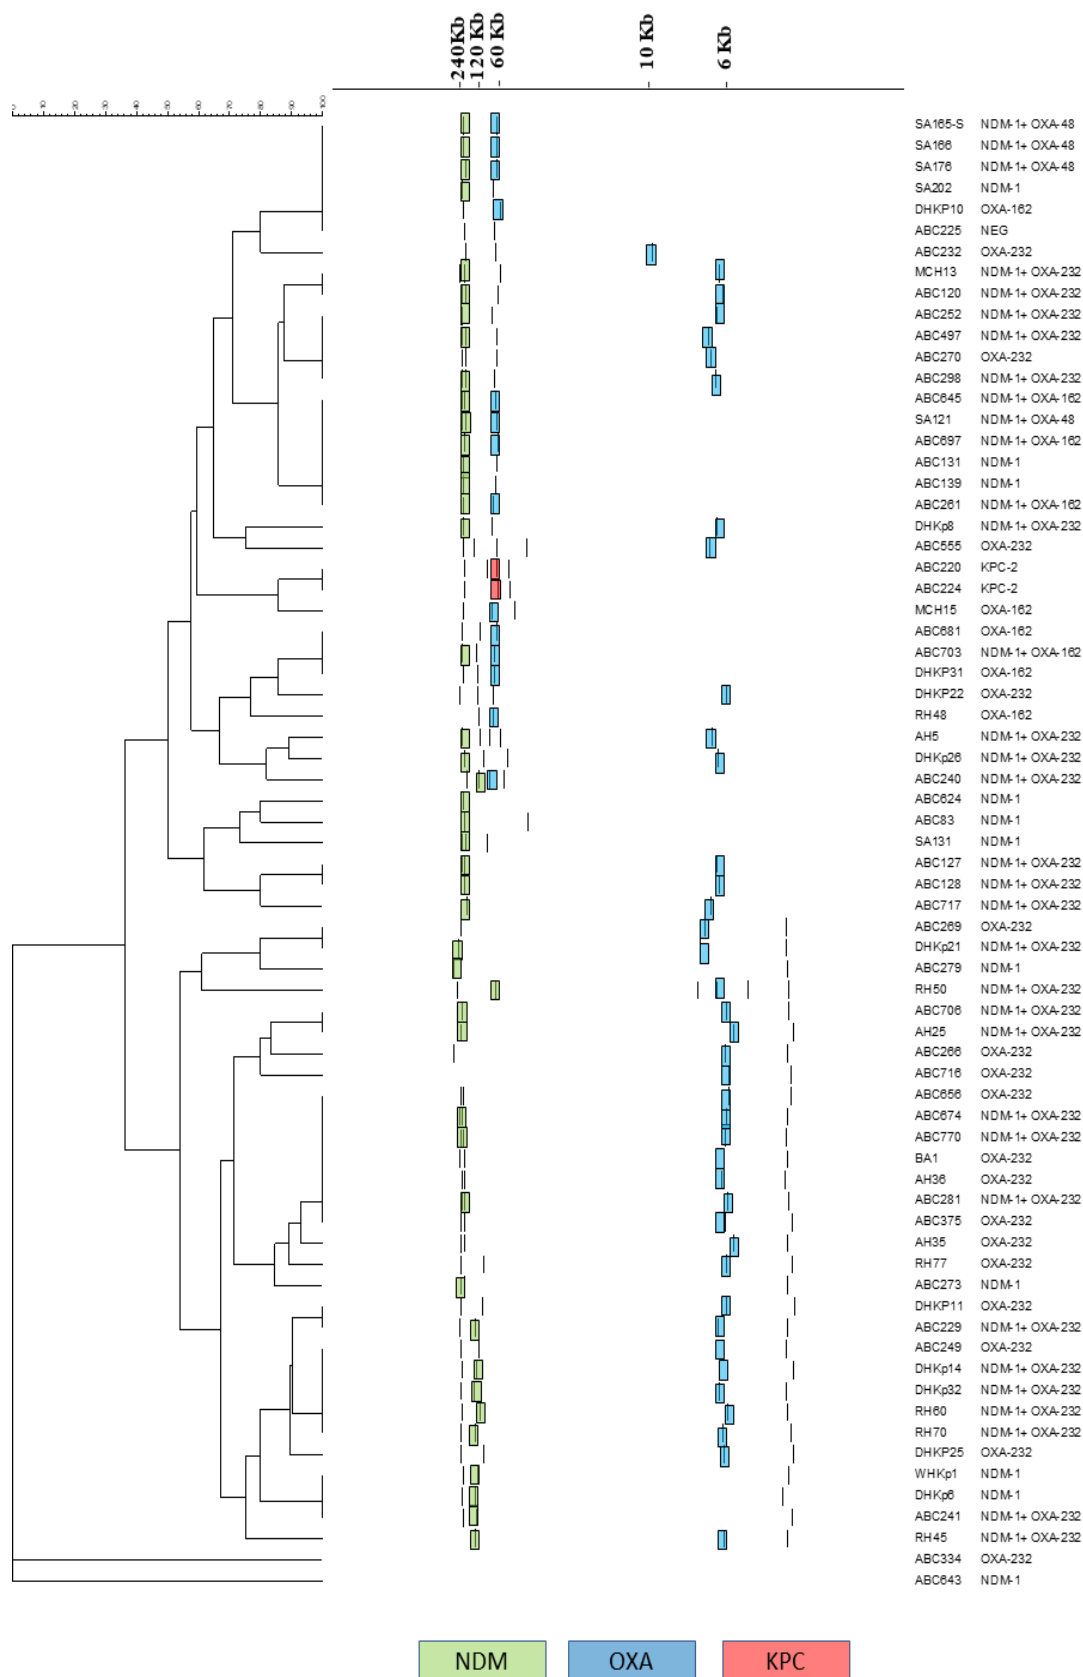 240Kb
120 Kb
60 Kb
10 Kb
6 Kb
SA165-S NDM-1+ OXA-48
SA166 NDM-1+ OXA-48
SA176 NDM-1+ OXA-48
SA202 NDM-1
DHKP10 OXA-162
ABC225 NEG
ABC232 OXA-232
MCH13 NDM-1+ OXA-232
ABC120 NDM-1+ OXA-232
ABC252 NDM-1+ OXA-232
ABC497 NDM-1+ OXA-232
ABC270 OXA-232
ABC298 NDM-1+ OXA-232
ABC645 NDM-1+ OXA-162
SA121 NDM-1+ OXA-48
ABC697 NDM-1+ OXA-162
ABC131 NDM-1
ABC139 NDM-1
ABC261 NDM-1+ OXA-162
DHKp8 NDM-1+ OXA-232
ABC555 OXA-232
ABC220 KPC-2
ABC224 KPC-2
MCH15 OXA-162
ABC681 OXA-162
ABC703 NDM-1+ OXA-162
DHKP31 OXA-162
DHKP22 OXA-232
RH48 OXA-162
AH5 NDM-1+ OXA-232
DHKp26 NDM-1+ OXA-232
ABC240 NDM-1+ OXA-232
ABC624 NDM-1
ABC83 NDM-1
SA131 NDM-1
ABC127 NDM-1+ OXA-232
ABC128 NDM-1+ OXA-232
ABC717 NDM-1+ OXA-232
ABC269 OXA-232
DHKp21 NDM-1+ OXA-232
ABC279 NDM-1
RH50 NDM-1+ OXA-232
ABC706 NDM-1+ OXA-232
AH25 NDM-1+ OXA-232
ABC266 OXA-232
ABC716 OXA-232
ABC656 OXA-232
ABC674 NDM-1+ OXA-232
ABC770 NDM-1+ OXA-232
BA1 OXA-232
AH36 OXA-232
ABC281 NDM-1+ OXA-232
ABC375 OXA-232
AH35 OXA-232
RH77 OXA-232
ABC273 NDM-1
DHKP11 OXA-232
ABC229 NDM-1+ OXA-232
ABC249 OXA-232
DHKp14 NDM-1+ OXA-232
DHKp32 NDM-1+ OXA-232
RH60 NDM-1+ OXA-232
RH70 NDM-1+ OXA-232
DHKP25 OXA-232
WHKp1 NDM-1
DHKp6 NDM-1
ABC241 NDM-1+ OXA-232
RH45 NDM-1+ OXA-232
ABC334 OXA-232
ABC643 NDM-1
NDM OXA KPC